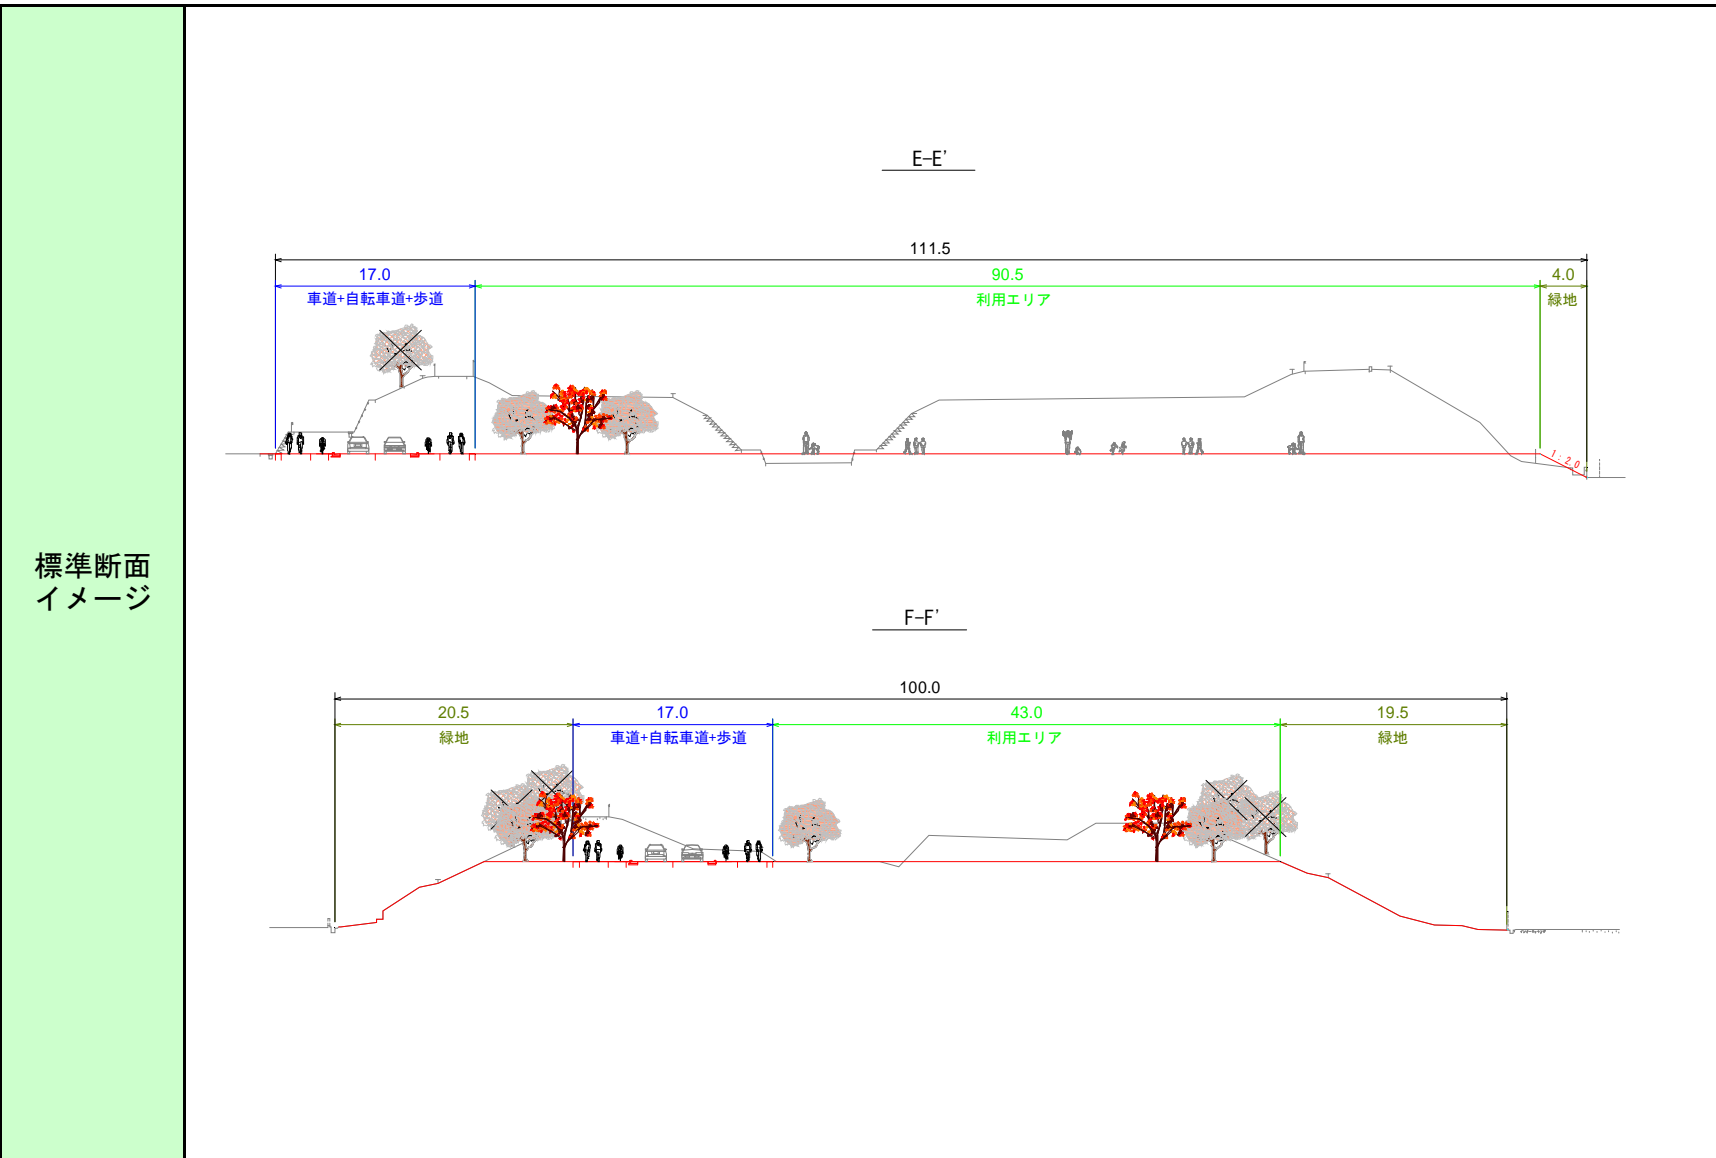 標準断面
イメージ
E-E'
111.5
17.0
90.5
4.0
車道+自転車道+歩道
利用エリア
緑地
1:2.0
F-F'
100.0
20.5
17.0
43.0
19.5
緑地
車道+自転車道+歩道
利用エリア
緑地